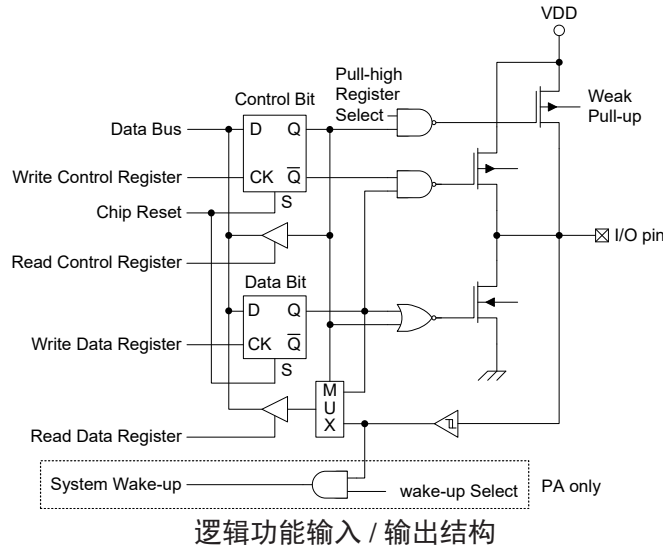 VDD
Pull-high
Register
Select
Weak
Pull-up
Control Bit
Data Bus
D
Q
Write Control Register
CK
Q
Chip Reset
S
Read Control Register
I/O pin
Data Bit
D
Q
Write Data Register
CK
Q
S
M
U
X
Read Data Register
System Wake-up
wake-up Select
PA only
逻辑功能输入 / 输出结构